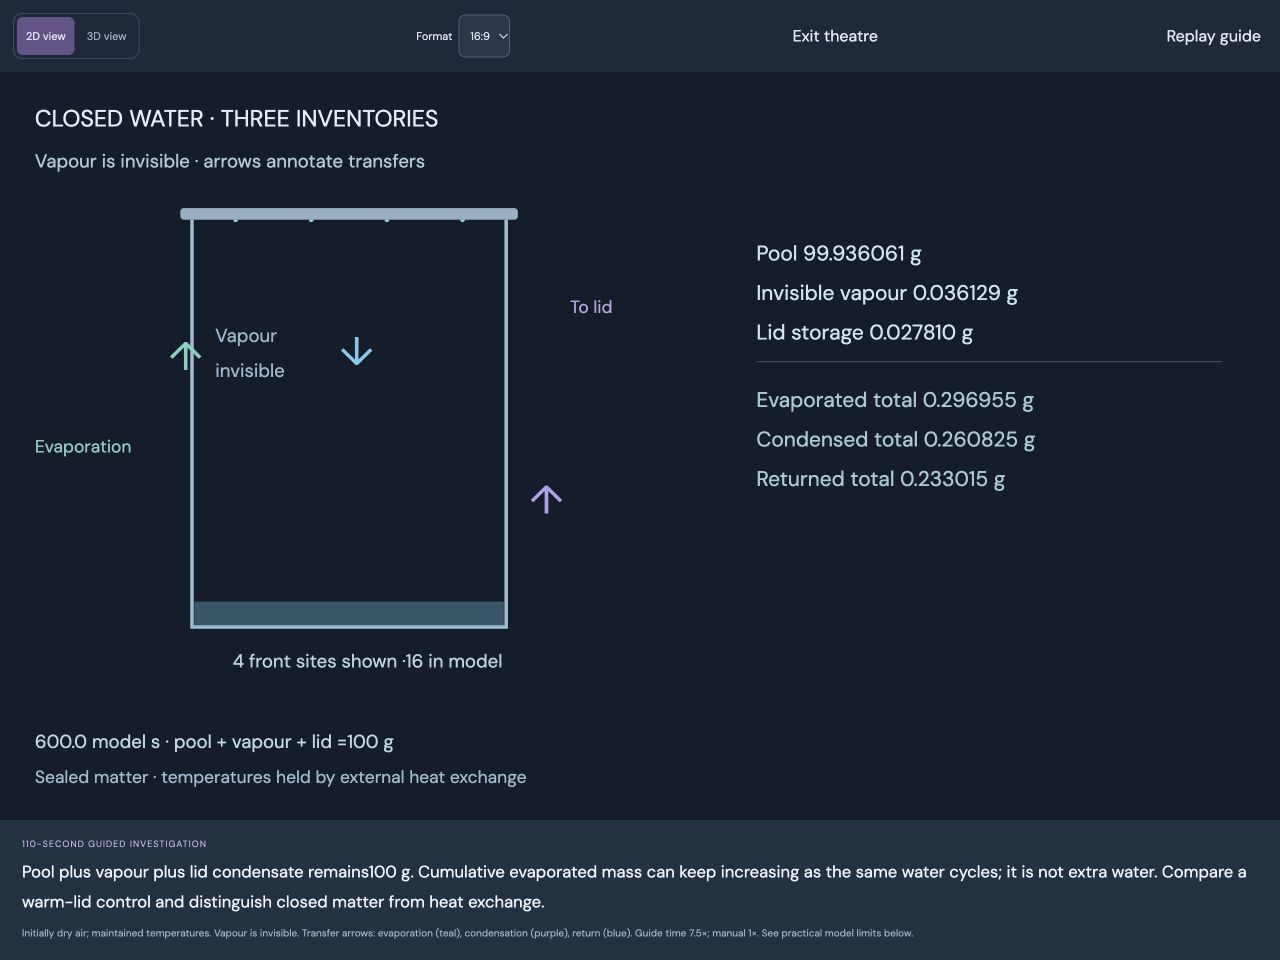 2D view 3D view Format 16:9 Exit theatre Replay guide
CLOSED WATER · THREE INVENTORIES
Vapour is invisible · arrows annotate transfers
Pool 99.936061 g
Invisible vapour 0.036129 g
To lid
Lid storage 0.027810 g
Vapour
invisible
Evaporated total 0.296955 g
Condensed total 0.260825 g
Evaporation
Returned total 0.233015 g
4 front sites shown ·16 in model
600.0 model s · pool + vapour + lid =100 g
Sealed matter · temperatures held by external heat exchange
110-SECOND GUIDED INVESTIGATION
Pool plus vapour plus lid condensate remains100 g. Cumulative evaporated mass can keep increasing as the same water cycles; it is not extra water. Compare a
warm-lid control and distinguish closed matter from heat exchange.
Initially dry air; maintained temperatures. Vapour is invisible. Transfer arrows: evaporation (teal), condensation (purple), return (blue). Guide time 7.5×; manual 1×. See practical model limits below.